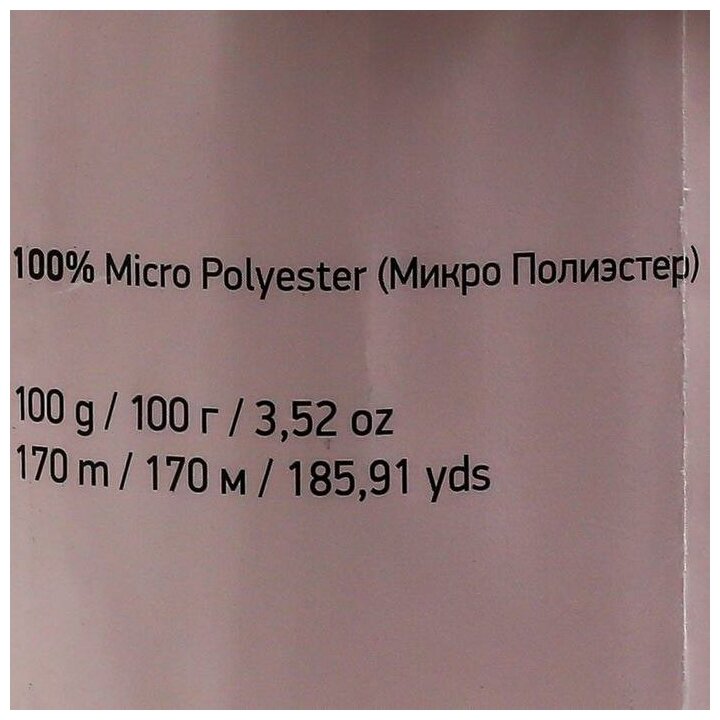 100% Micro Polyester (Микро Полиэстер)
100 g / 100 г / 3,52 oz
170 m / 170 м / 185,91 yds